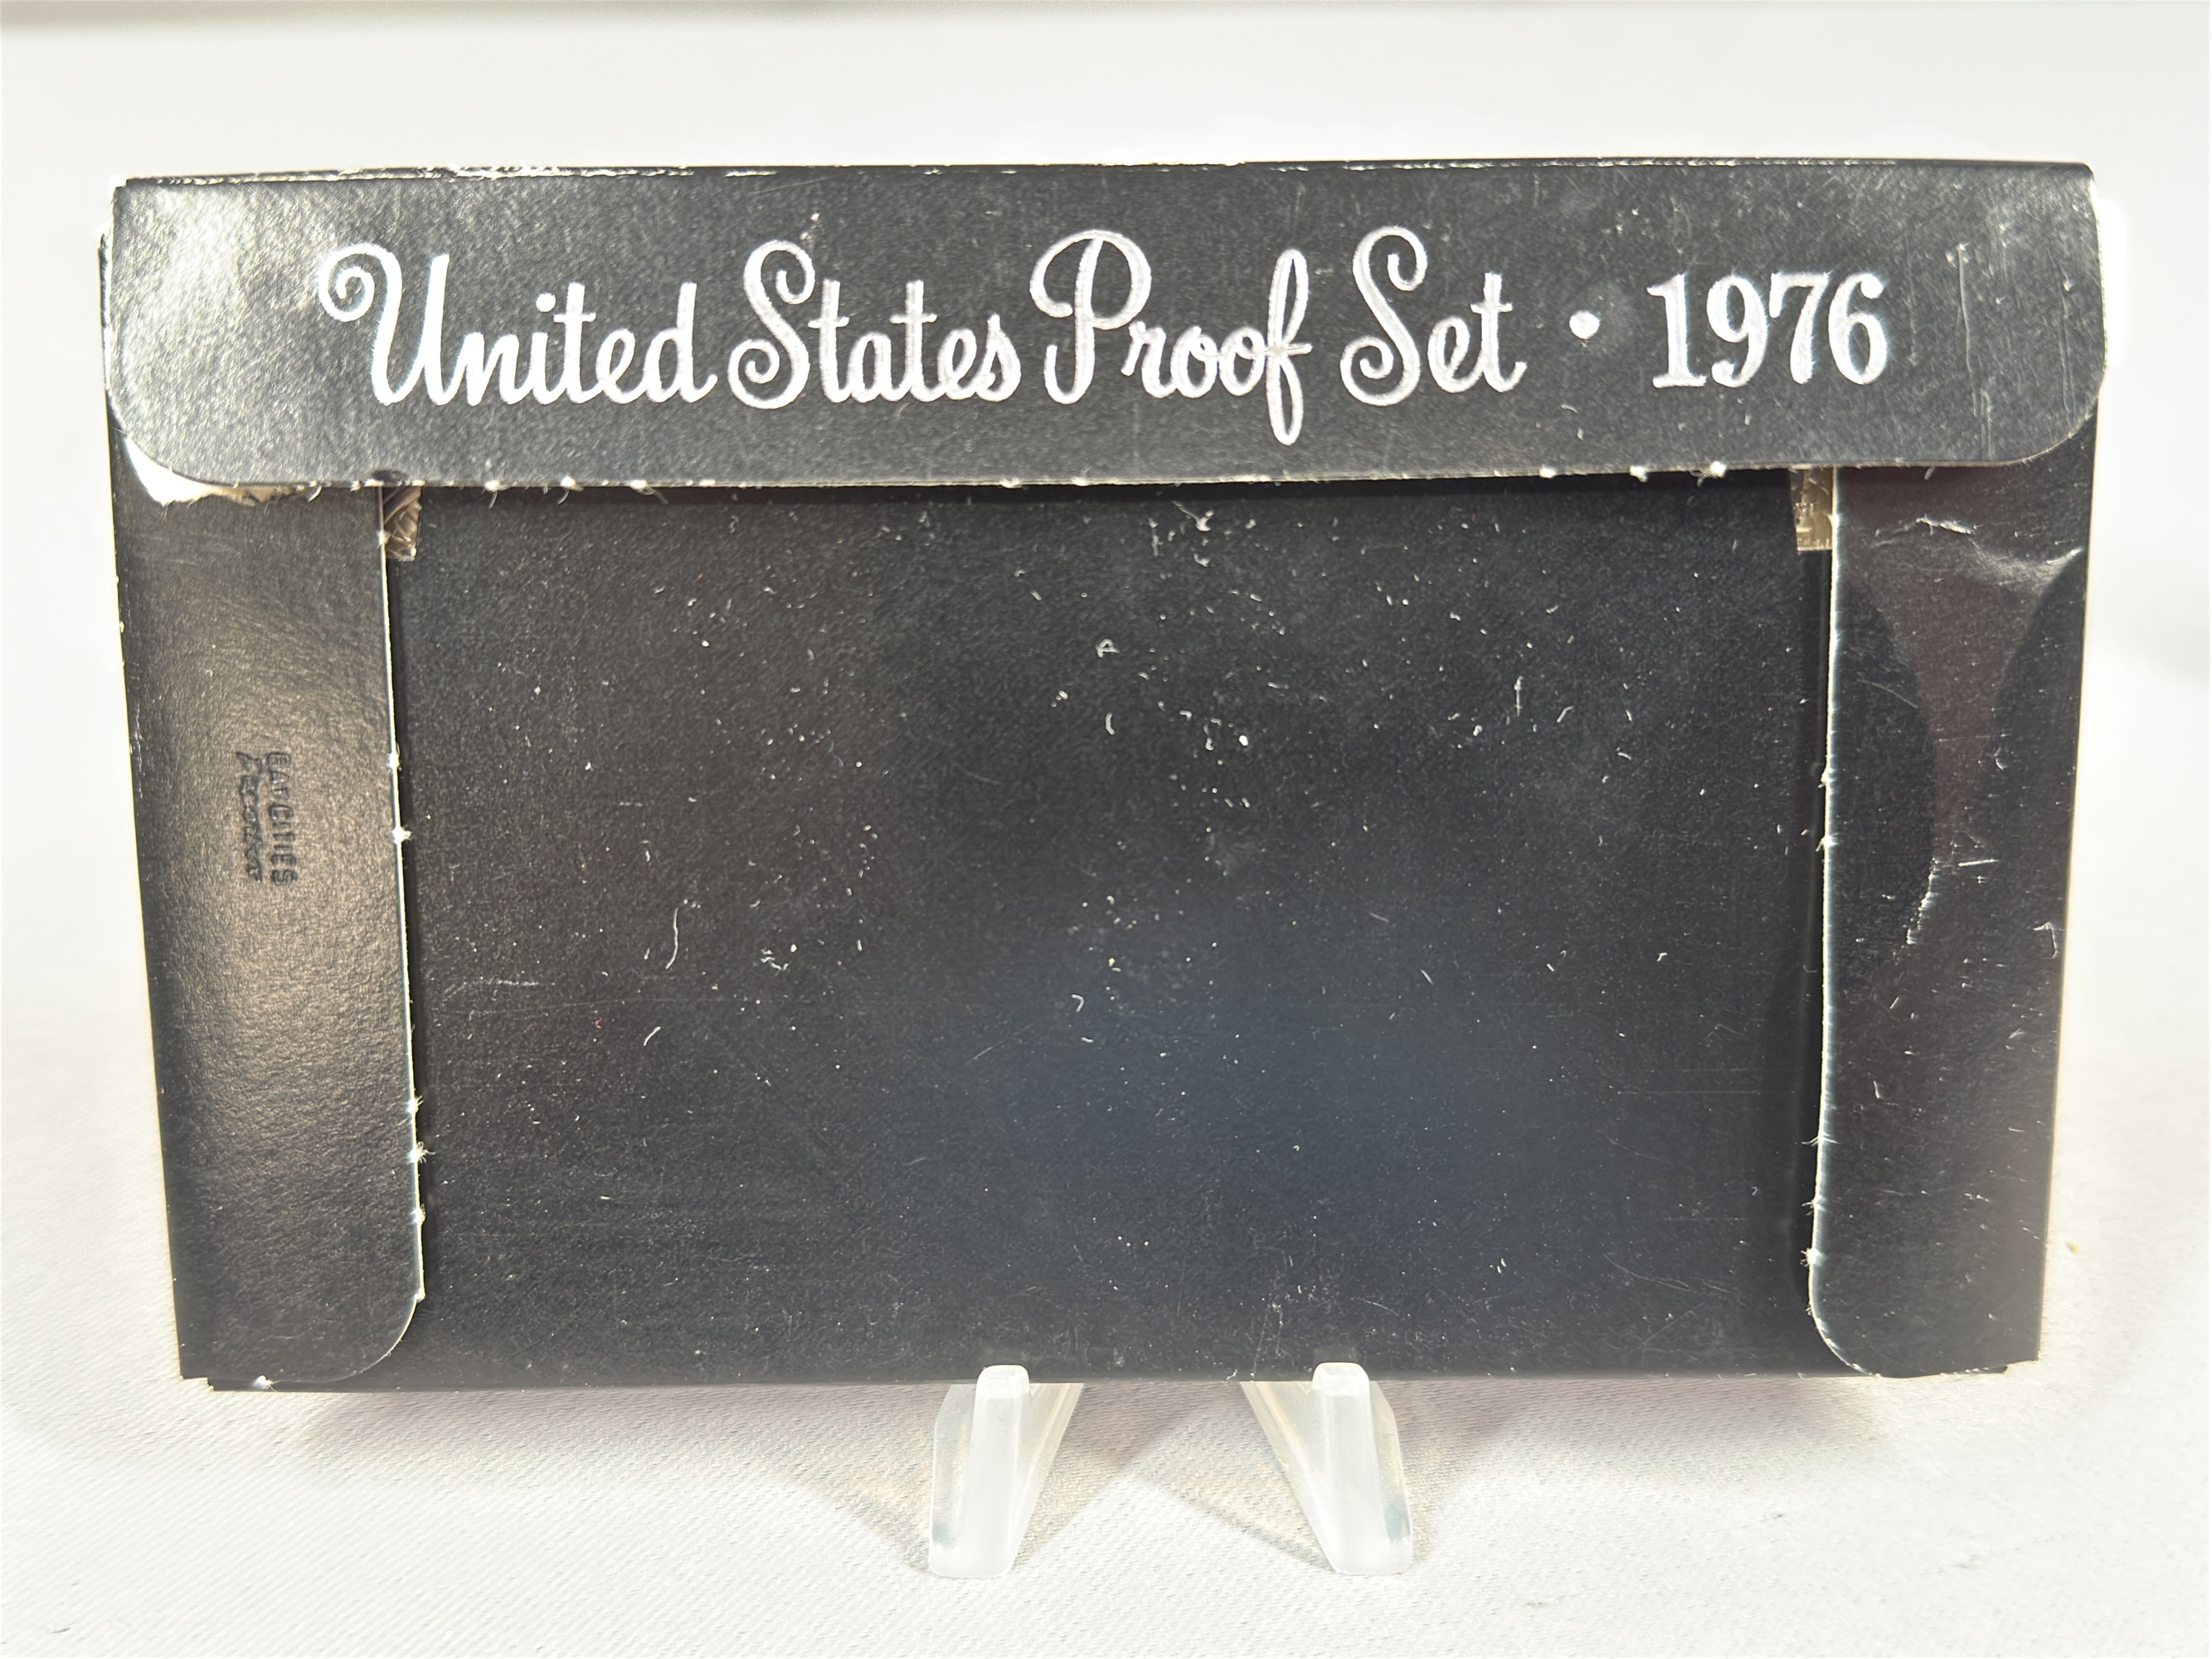 United States Proof Set • 1976